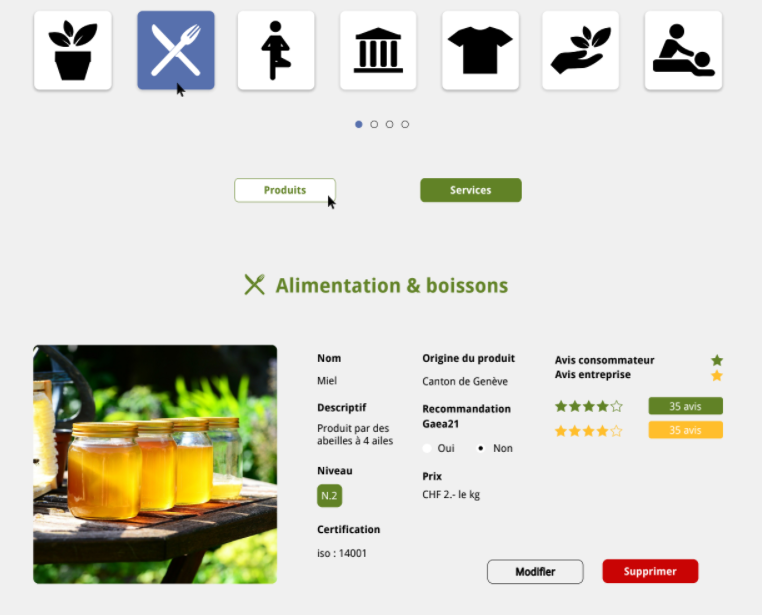 Produits
Services
Alimentation & boissons
Nom
Miel
Descriptif
Produit par des
abeilles à 4 ailes
Niveau
N.2
Certification
iso : 14001
Origine du produit
Canton de Genève
Recommandation
Gaea21
Oui
Non
Prix
CHF 2.- le kg
Avis consommateur
Avis entreprise
35 avis
35 avis
Modifier
Supprimer